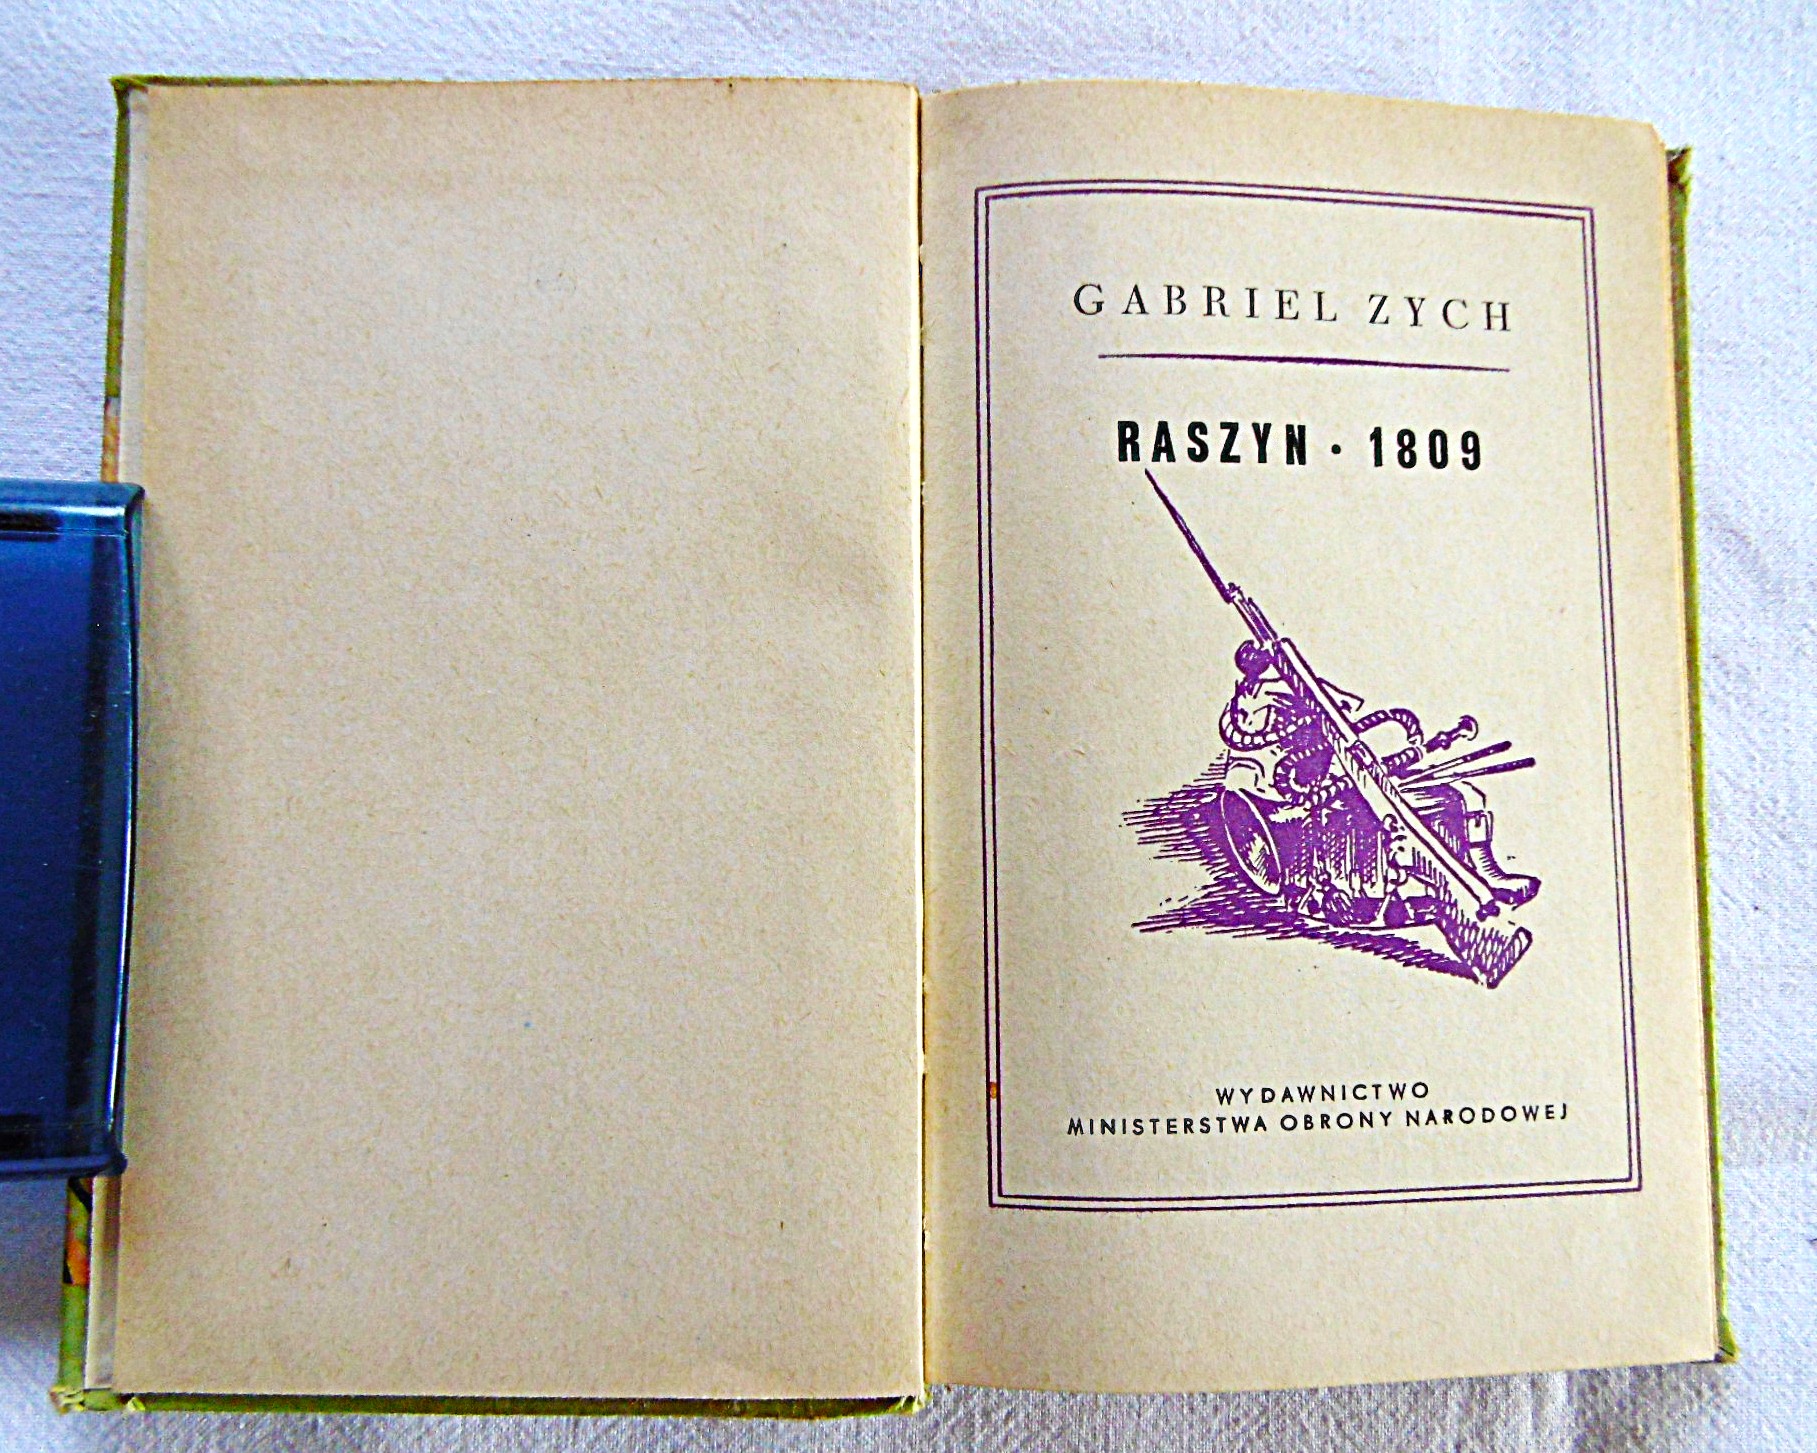 GABRIEL ZYCH
RASZYN • 1809
WYDAWNICTWO
MINISTERSTWA OBRONY NARODOWEJ